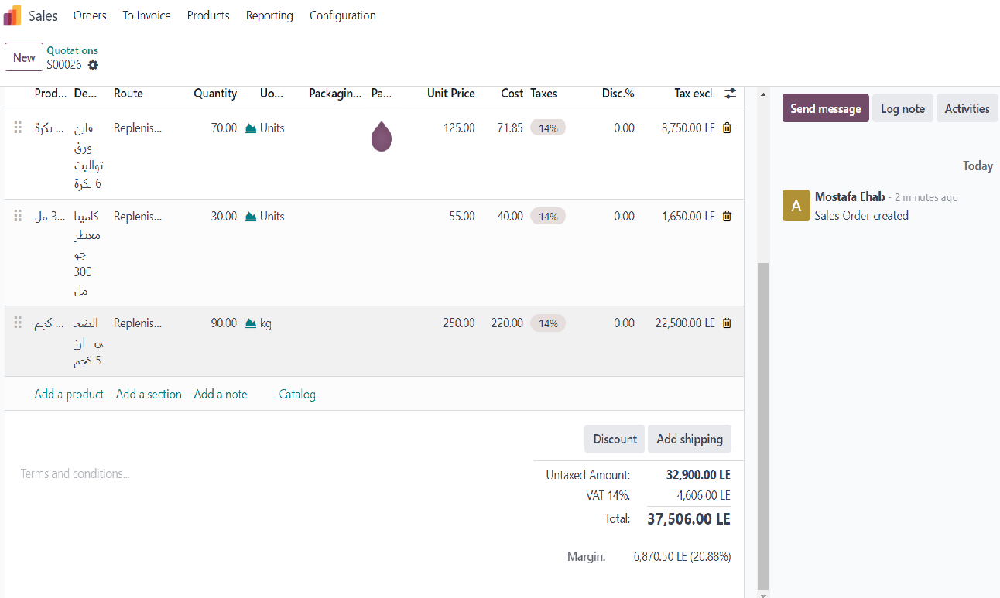 Sales Orders To Invoice Products Reporting Configuration
New Quotations
S00026
Prod... De... Route Quantity Uo... Packagin... Pa... Unit Price Cost Taxes Disc.% Tax excl.
... بكرة فاين Replenis... 70.00 Units 125.00 71.85 14% 0.00 8,750.00 LE
ورق
تواليت
6 بكرة
3... مل كامينا Replenis... 30.00 Units 55.00 40.00 14% 0.00 1,650.00 LE
معطر
جو
300
مل
... كجم الضح Replenis... 90.00 kg 250.00 220.00 14% 0.00 22,500.00 LE
ى ارز
5 كجم
Add a product Add a section Add a note Catalog
Discount Add shipping
Terms and conditions...
Untaxed Amount: 32,900.00 LE
VAT 14%: 4,606.00 LE
Total: 37,506.00 LE
Margin: 6,870.50 LE (20.88%)
Send message Log note Activities
Today
A Mostafa Ehab - 2 minutes ago
Sales Order created